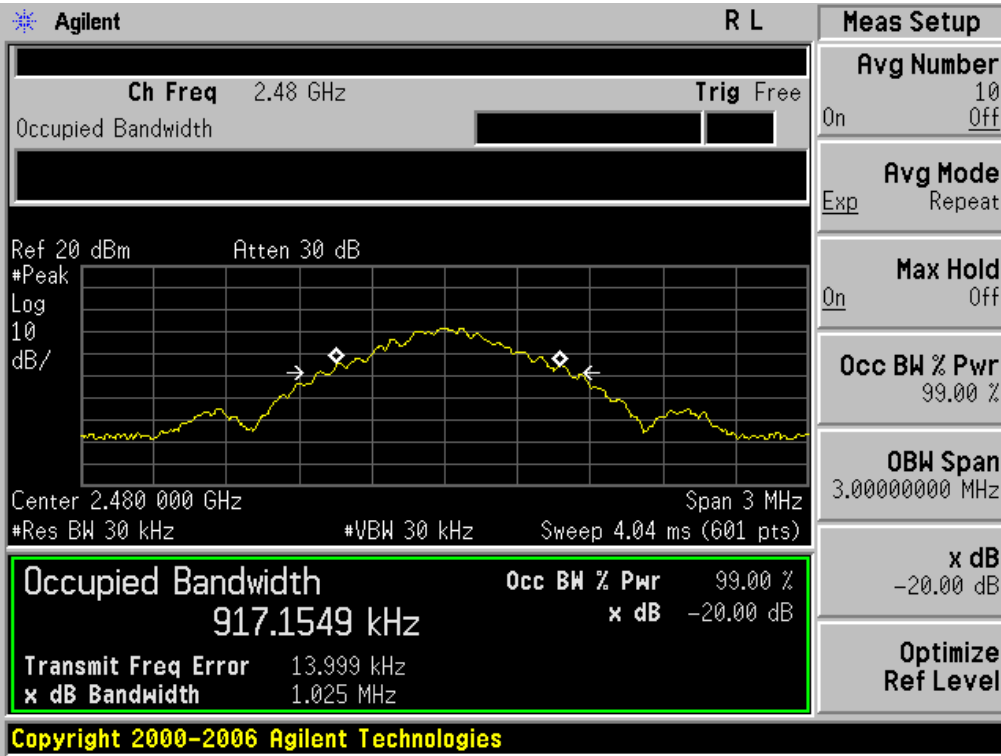 Agilent R L
Ch Freq 2.48 GHz Trig Free
Occupied Bandwidth
Ref 20 dBm Atten 30 dB
#Peak
Log
10
dB/
Center 2.480 000 GHz Span 3 MHz
#Res BW 30 kHz #VBW 30 kHz Sweep 4.04 ms (601 pts)
Occupied Bandwidth Occ BW % Pwr 99.00 %
917.1549 kHz x dB -20.00 dB
Transmit Freq Error 13.999 kHz
x dB Bandwidth 1.025 MHz
Copyright 2000-2006 Agilent Technologies
Meas Setup
Avg Number
10
On Off
Avg Mode
Exp Repeat
Max Hold
On Off
Occ BW % Pwr
99.00 %
OBW Span
3.00000000 MHz
x dB
-20.00 dB
Optimize
Ref Level